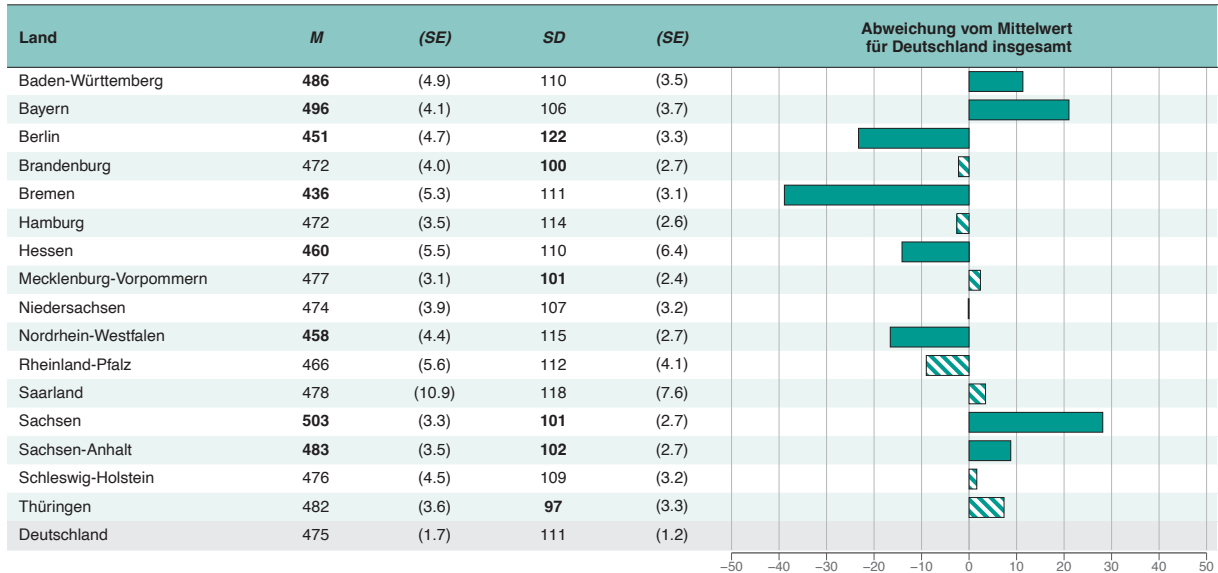 Land M (SE) SD (SE) Abweichung vom Mittelwert
für Deutschland insgesamt
Baden-Württemberg 486 (4.9) 110 (3.5)
Bayern 496 (4.1) 106 (3.7)
Berlin 451 (4.7) 122 (3.3)
Brandenburg 472 (4.0) 100 (2.7)
Bremen 436 (5.3) 111 (3.1)
Hamburg 472 (3.5) 114 (2.6)
Hessen 460 (5.5) 110 (6.4)
Mecklenburg-Vorpommern 477 (3.1) 101 (2.4)
Niedersachsen 474 (3.9) 107 (3.2)
Nordrhein-Westfalen 458 (4.4) 115 (2.7)
Rheinland-Pfalz 466 (5.6) 112 (4.1)
Saarland 478 (10.9) 118 (7.6)
Sachsen 503 (3.3) 101 (2.7)
Sachsen-Anhalt 483 (3.5) 102 (2.7)
Schleswig-Holstein 476 (4.5) 109 (3.2)
Thüringen 482 (3.6) 97 (3.3)
Deutschland 475 (1.7) 111 (1.2)
−50 −40 −30 −20 −10 0 10 20 30 40 50